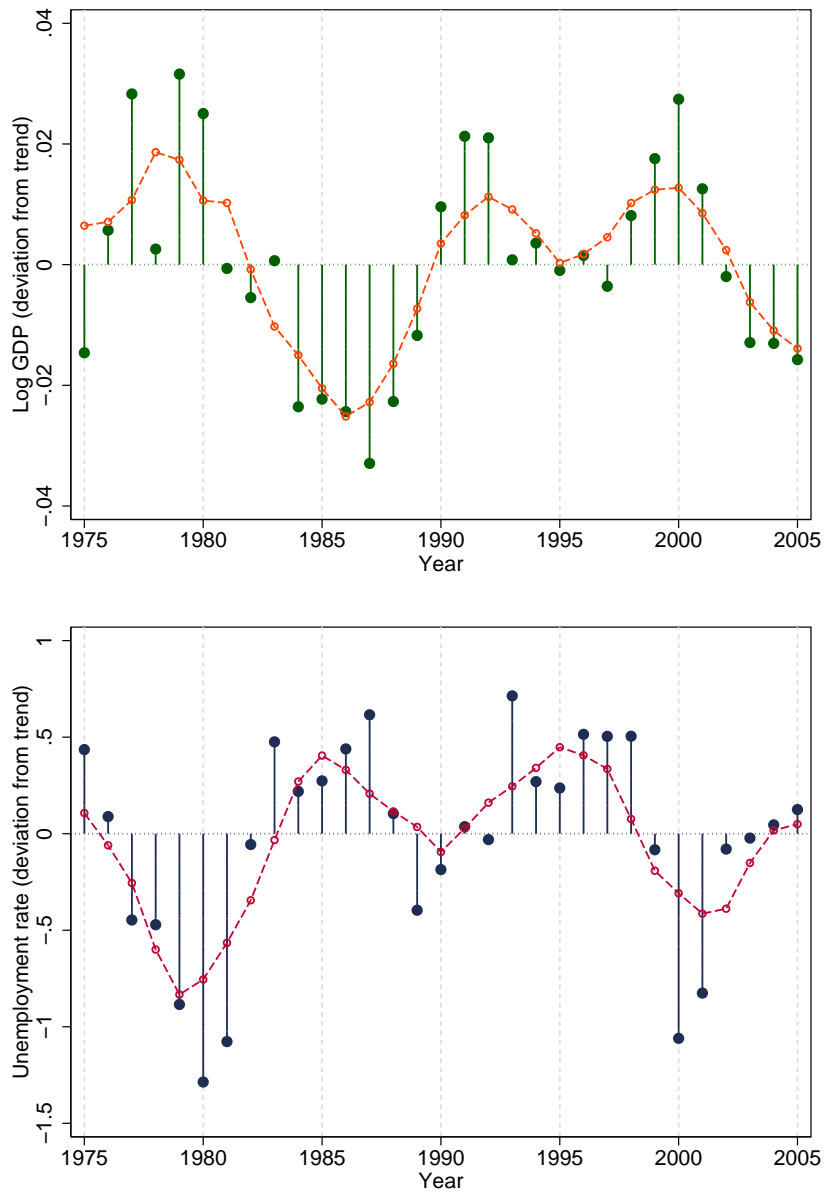 Log GDP (deviation from trend)
.04
.02
0
-.02
-.04
1975 1980 1985 1990 1995 2000 2005
Year
Unemployment rate (deviation from trend)
1
.5
0
-.5
-1
-1.5
1975 1980 1985 1990 1995 2000 2005
Year